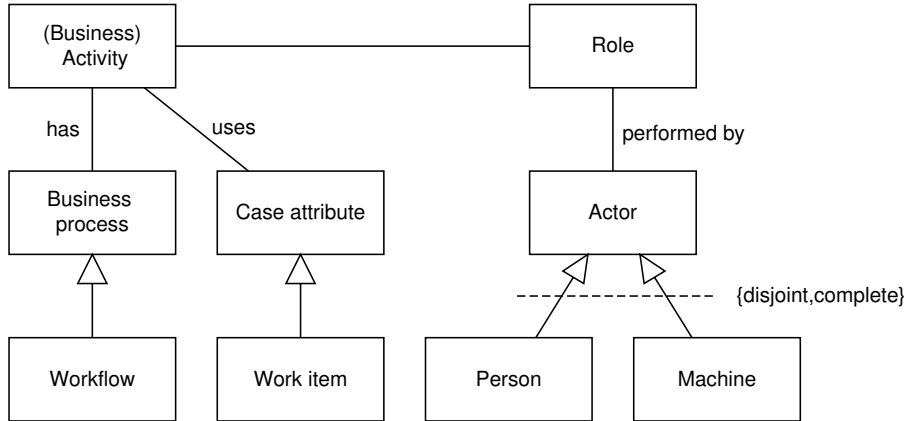 (Business)
Activity
Role
has
uses
performed by
Business
process
Case attribute
Actor
{disjoint,complete}
Workflow
Work item
Person
Machine